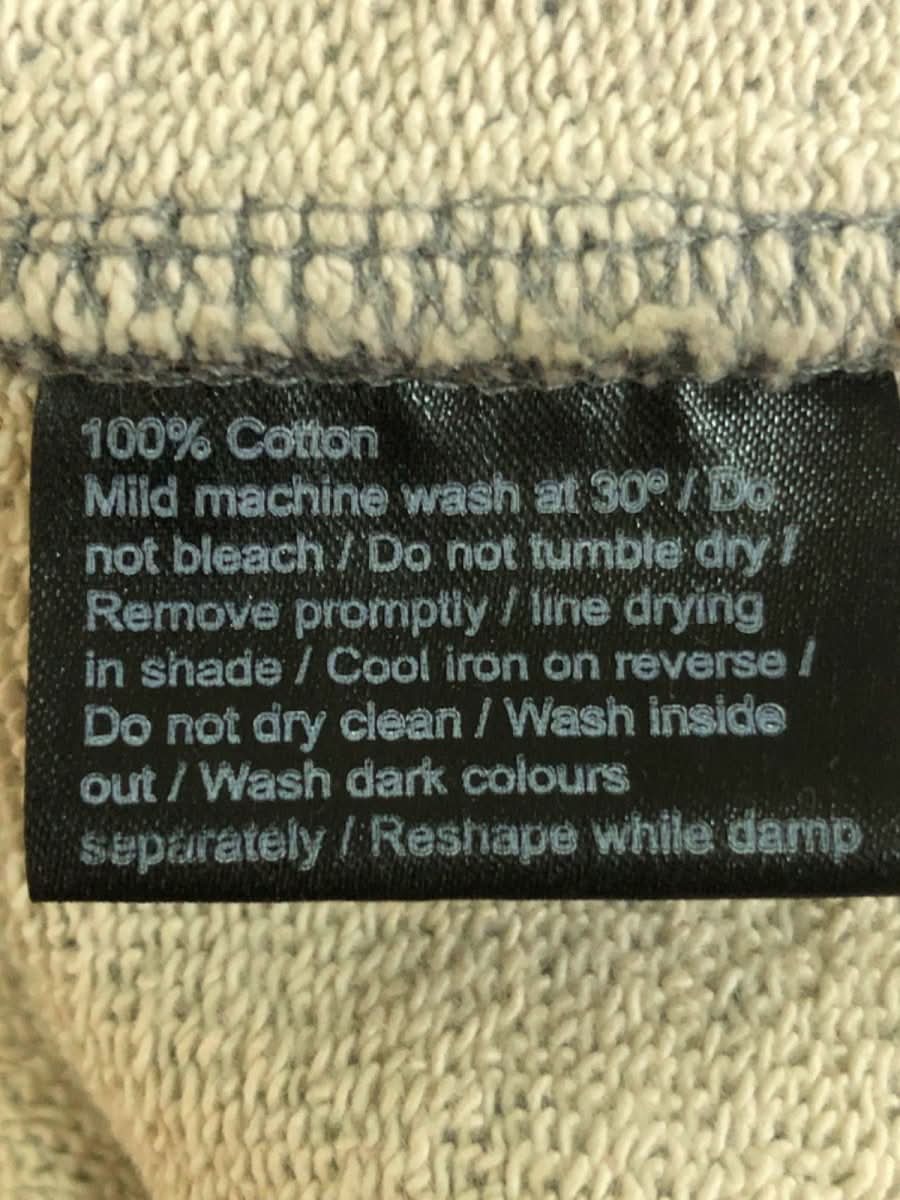 100% Cotton
Mild machine wash at 30° / Do
not bleach / Do not tumble dry /
Remove promptly / line drying
in shade / Cool iron on reverse /
Do not dry clean / Wash inside
out / Wash dark colours
separately / Reshape while damp